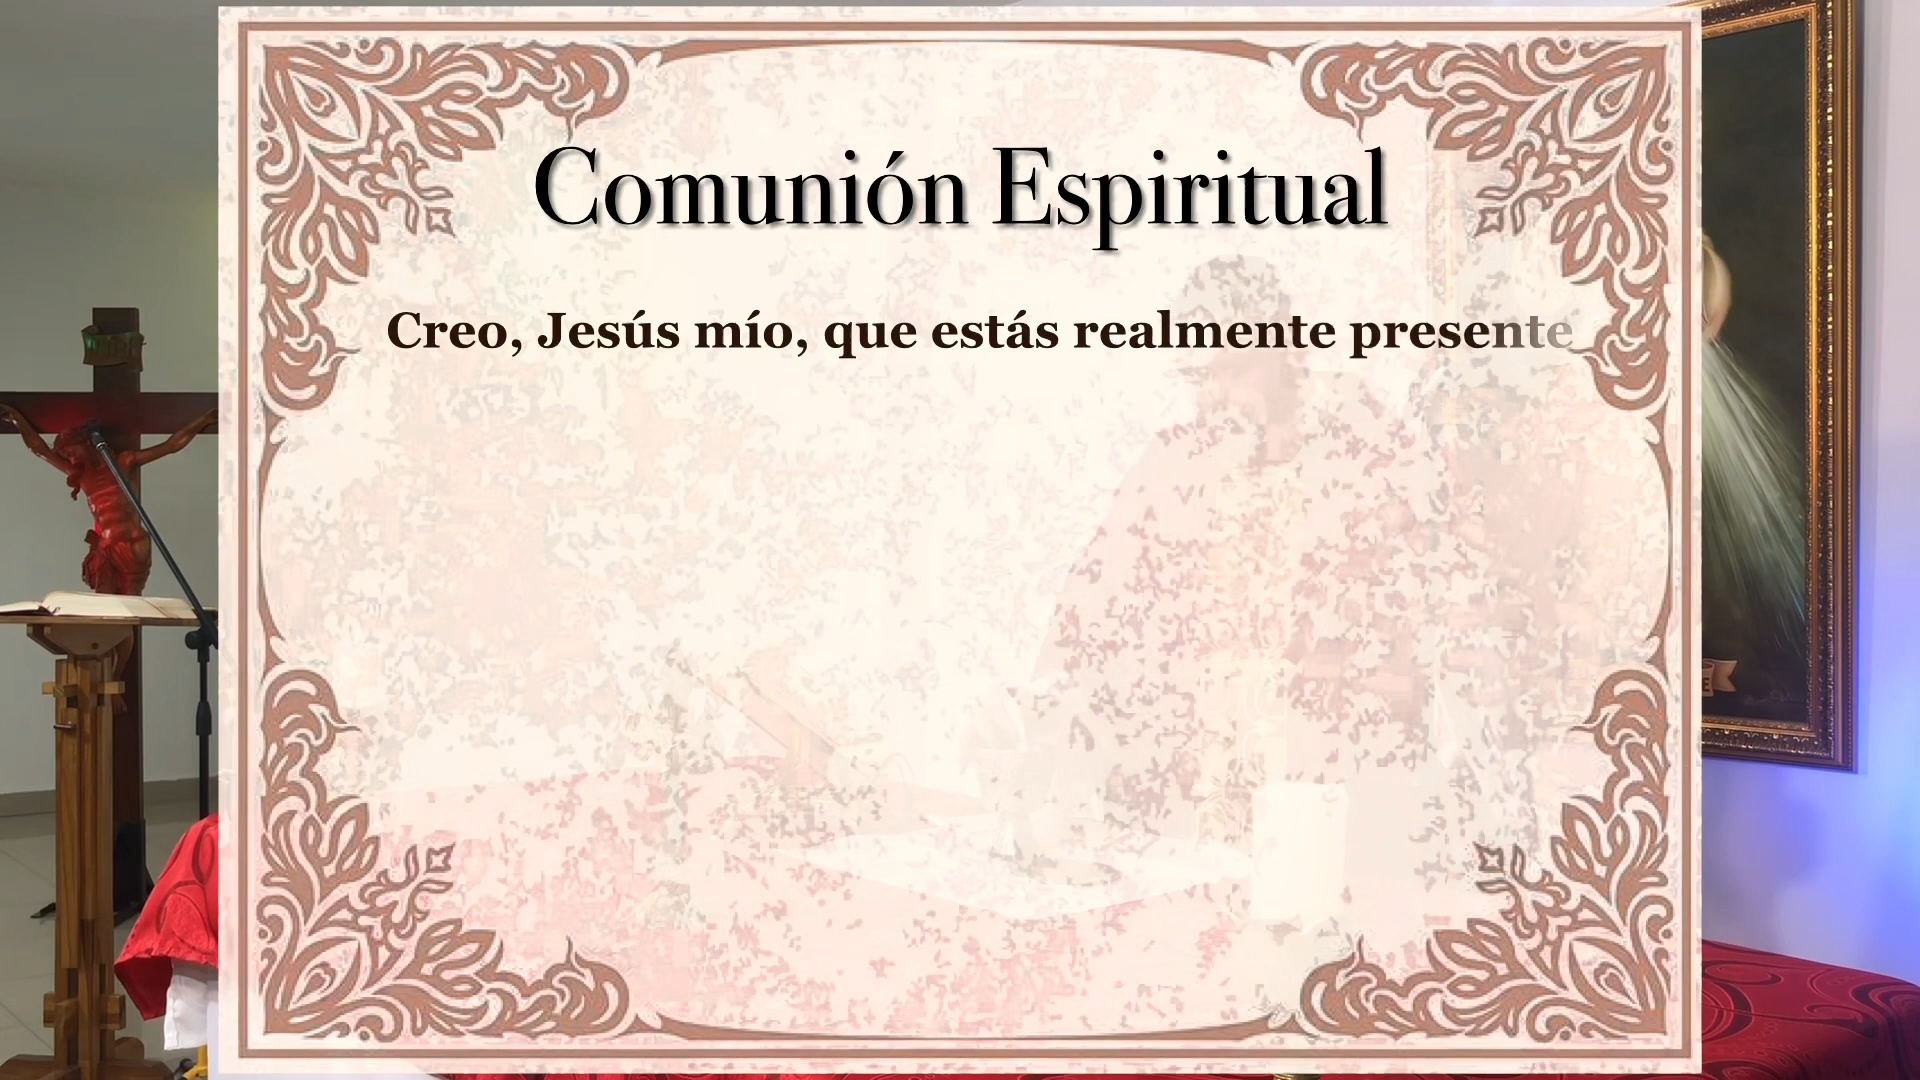 Comunión Espiritual
Creo, Jesús mío, que estás realmente presente